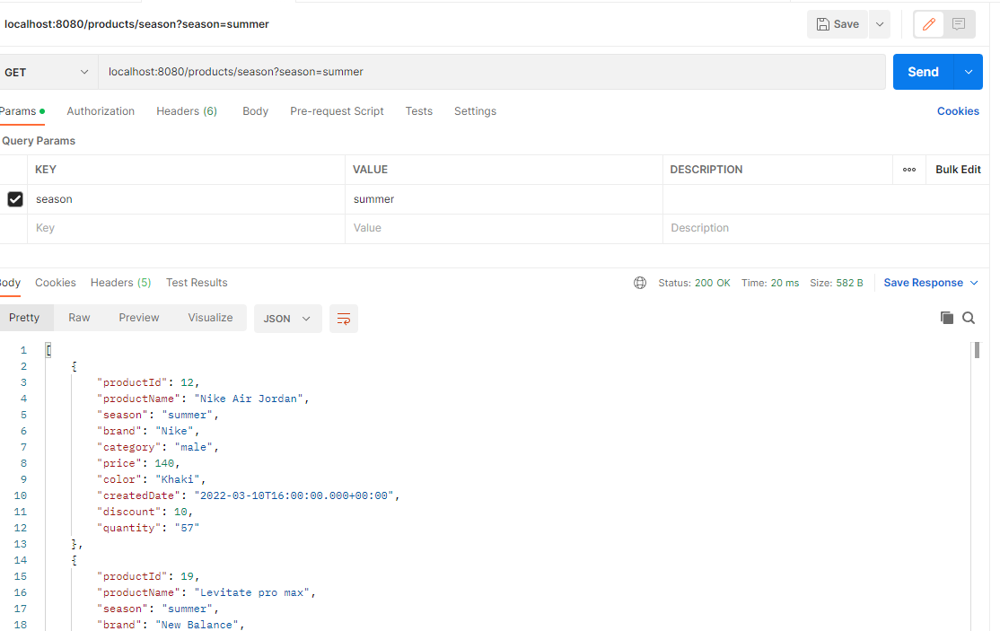 localhost:8080/products/season?season=summer
Save
GET localhost:8080/products/season?season=summer Send
Params Authorization Headers (6) Body Pre-request Script Tests Settings Cookies
Query Params
KEY VALUE DESCRIPTION ooo Bulk Edit
season summer
Key Value Description
Body Cookies Headers (5) Test Results Status: 200 OK Time: 20 ms Size: 582 B Save Response
Pretty Raw Preview Visualize JSON
1 [
2 {
3 "productId": 12,
4 "productName": "Nike Air Jordan",
5 "season": "summer",
6 "brand": "Nike",
7 "category": "male",
8 "price": 140,
9 "color": "Khaki",
10 "createdDate": "2022-03-10T16:00:00.000+00:00",
11 "discount": 10,
12 "quantity": "57"
13 },
14 {
15 "productId": 19,
16 "productName": "Levitate pro max",
17 "season": "summer",
18 "brand": "New Balance",